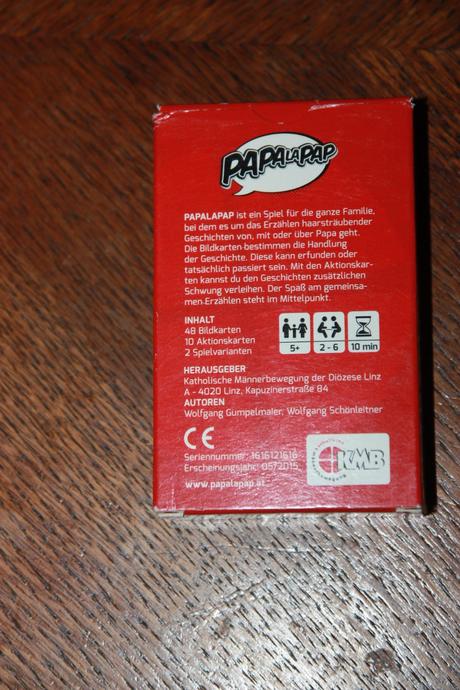 PAPALAPAP
PAPALAPAP ist ein Spiel für die ganze Familie,
bei dem es um das Erzählen haarsträubender
Geschichten von, mit oder über Papa geht.
Die Bildkarten bestimmen die Handlung
der Geschichte. Diese kann erfunden oder
tatsächlich passiert sein. Mit den Aktionskar-
ten kannst du den Geschichten zusätzlichen
Schwung verleihen. Der Spaß am gemeinsa-
men Erzählen steht im Mittelpunkt.
INHALT
48 Bildkarten
10 Aktionskarten
2 Spielvarianten
5+ 2 - 6 10 min
HERAUSGEBER
Katholische Männerbewegung der Diözese Linz
A - 4020 Linz, Kapuzinerstraße 84
AUTOREN
Wolfgang Gumpelmaier, Wolfgang Schönleitner
CE
Seriennummer: 1616121616
Erscheinungsjahr: 05/2015
www.papalapap.at
KMB